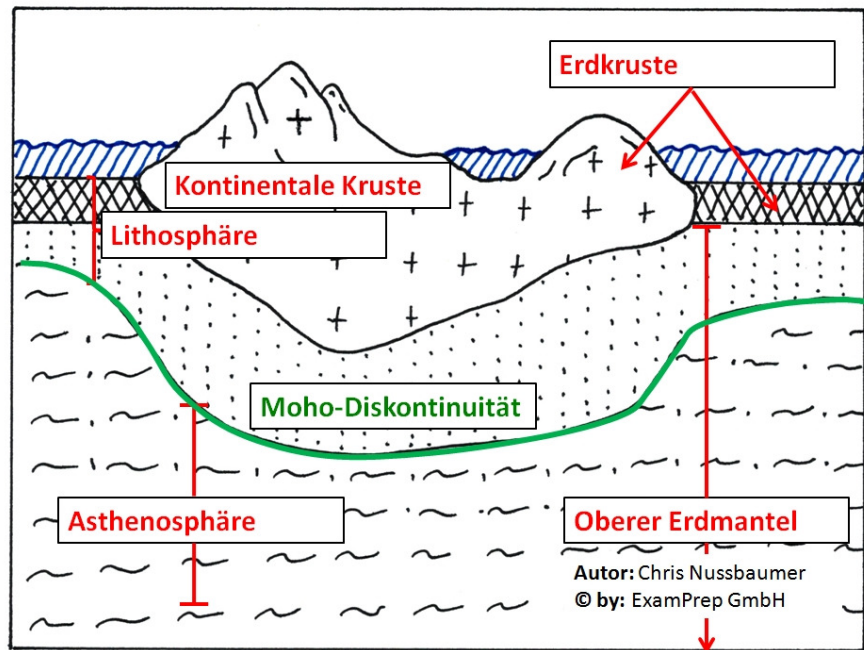 Erdkruste
Kontinentale Kruste
Lithosphäre
Moho-Diskontinuität
Asthenosphäre
Oberer Erdmantel
Autor: Chris Nussbaumer
© by: ExamPrep GmbH